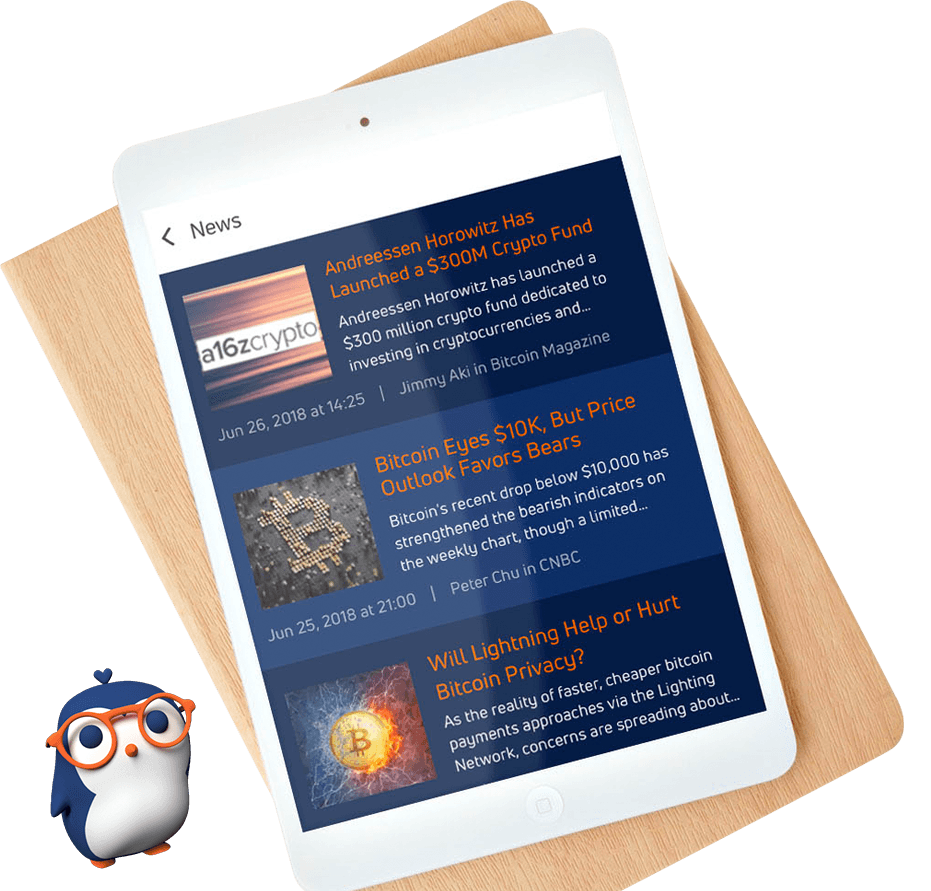 News
Andreessen Horowitz Has
Launched a $300M Crypto Fund
Andreessen Horowitz has launched a
$300 million crypto fund dedicated to
investing in cryptocurrencies and...
a16zcrypto
Jun 26, 2018 at 14:25 | Jimmy Aki in Bitcoin Magazine
Bitcoin Eyes $10K, But Price
Outlook Favors Bears
Bitcoin's recent drop below $10,000 has
strengthened the bearish indicators on
the weekly chart, though a limited...
Jun 25, 2018 at 21:00 | Peter Chu in CNBC
Will Lightning Help or Hurt
Bitcoin Privacy?
As the reality of faster, cheaper bitcoin
payments approaches via the Lighting
Network, concerns are spreading about...